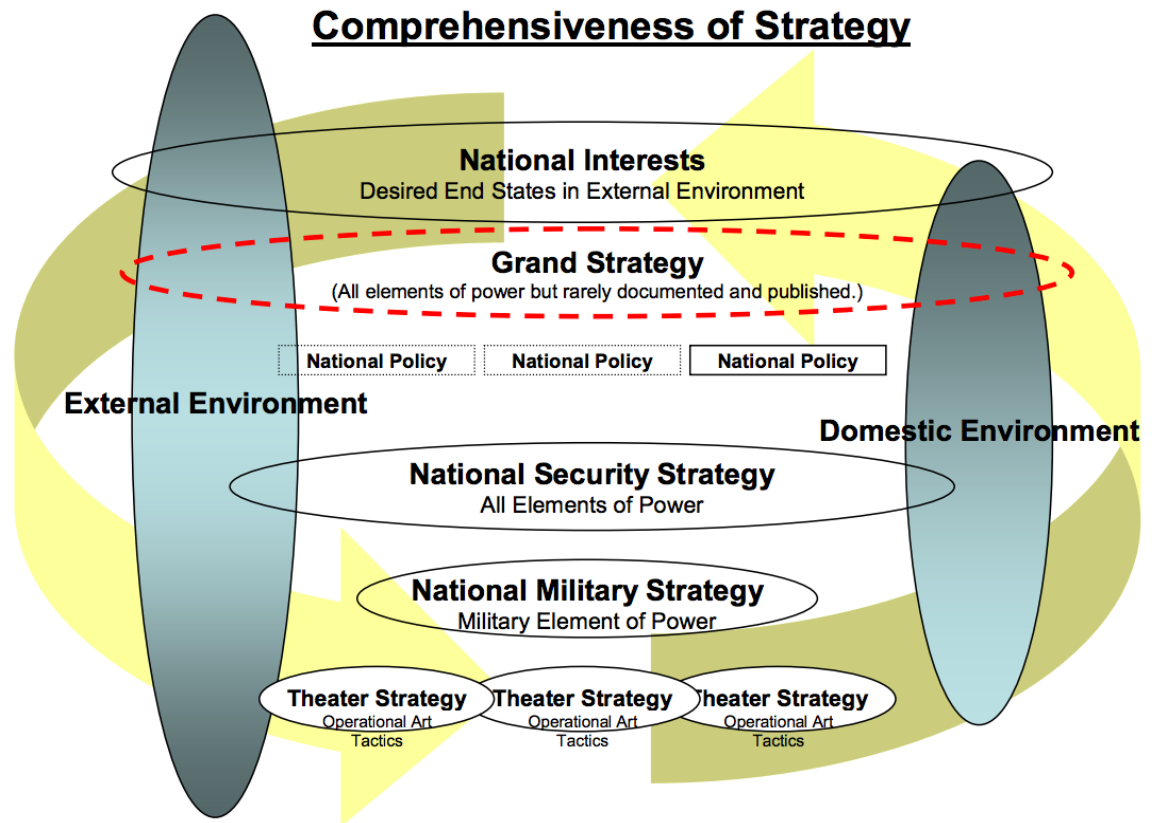 Comprehensiveness of Strategy
National Interests
Desired End States in External Environment
Grand Strategy
(All elements of power but rarely documented and published.)
National Policy National Policy National Policy
External Environment
Domestic Environment
National Security Strategy
All Elements of Power
National Military Strategy
Military Element of Power
Theater Strategy Theater Strategy Theater Strategy
Operational Art Operational Art Operational Art
Tactics Tactics Tactics